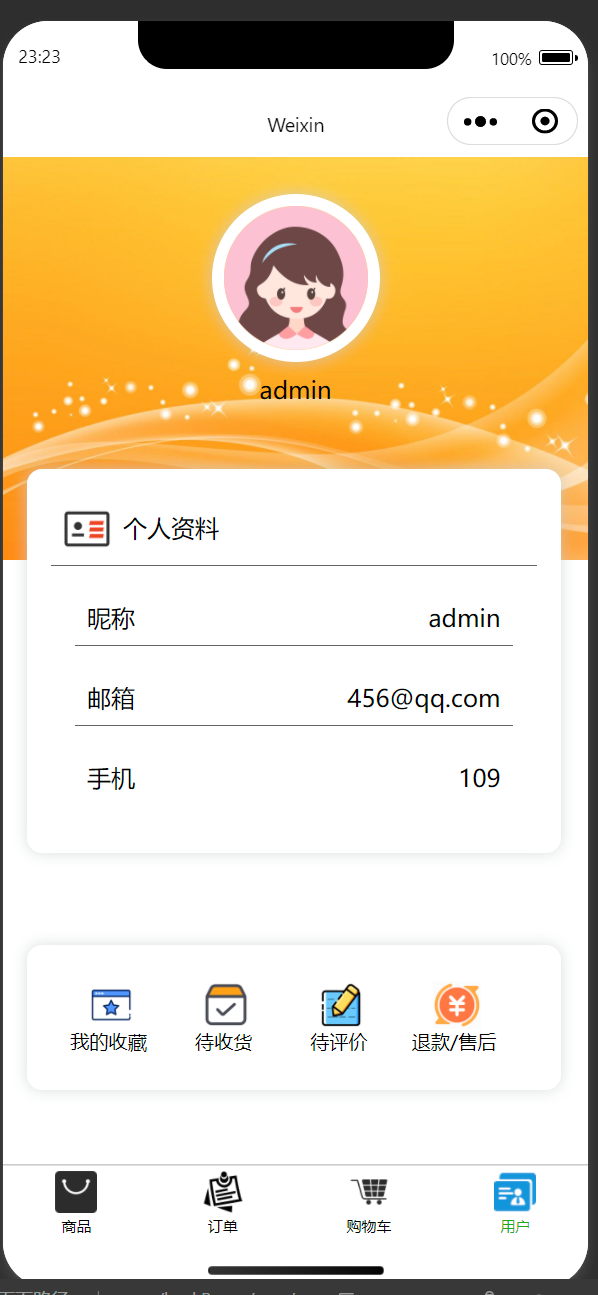 23:23
100%
Weixin
admin
个人资料
昵称 admin
邮箱 456@qq.com
手机 109
我的收藏 待收货 待评价 退款/售后
商品 订单 购物车 用户